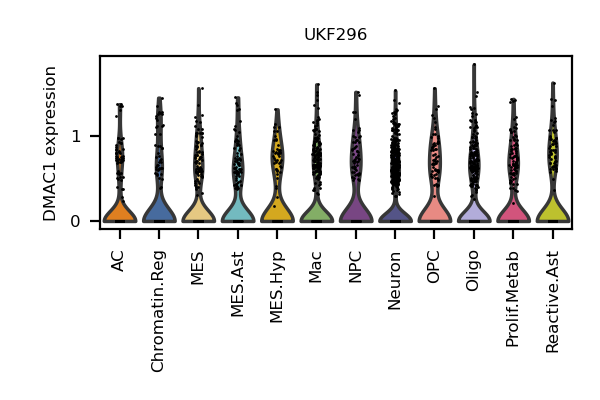 UKF296
DMAC1 expression
1
0
AC
Chromatin.Reg
MES
MES.Ast
MES.Hyp
Mac
NPC
Neuron
OPC
Oligo
Prolif.Metab
Reactive.Ast